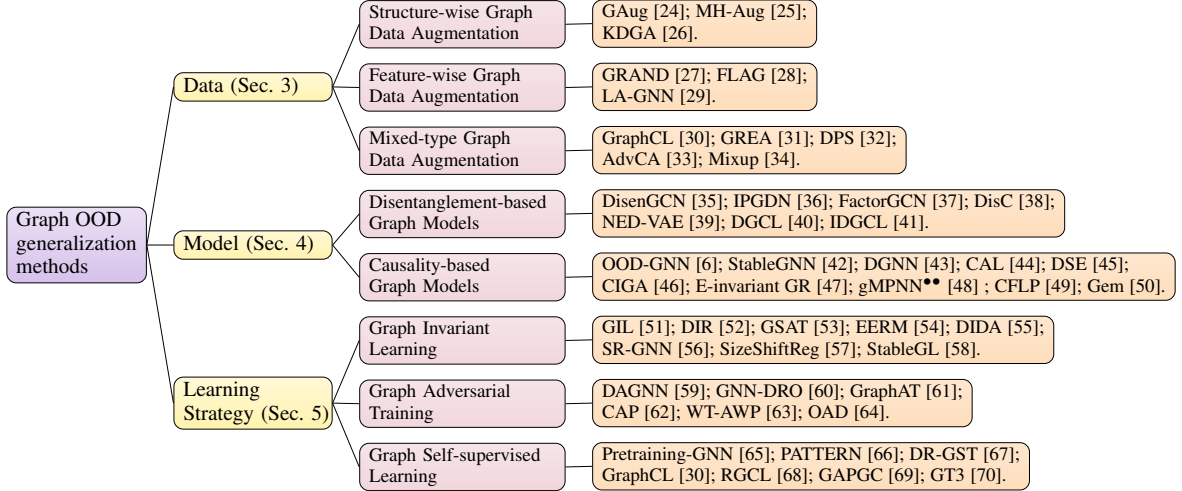 Graph OOD
generalization
methods
Data (Sec. 3)
Structure-wise Graph
Data Augmentation
GAug [24]; MH-Aug [25];
KDGA [26].
Feature-wise Graph
Data Augmentation
GRAND [27]; FLAG [28];
LA-GNN [29].
Mixed-type Graph
Data Augmentation
GraphCL [30]; GREA [31]; DPS [32];
AdvCA [33]; Mixup [34].
Model (Sec. 4)
Disentanglement-based
Graph Models
DisenGCN [35]; IPGDN [36]; FactorGCN [37]; DisC [38];
NED-VAE [39]; DGCL [40]; IDGCL [41].
Causality-based
Graph Models
OOD-GNN [6]; StableGNN [42]; DGNN [43]; CAL [44]; DSE [45];
CIGA [46]; E-invariant GR [47]; gMPNN●● [48] ; CFLP [49]; Gem [50].
Learning
Strategy (Sec. 5)
Graph Invariant
Learning
GIL [51]; DIR [52]; GSAT [53]; EERM [54]; DIDA [55];
SR-GNN [56]; SizeShiftReg [57]; StableGL [58].
Graph Adversarial
Training
DAGNN [59]; GNN-DRO [60]; GraphAT [61];
CAP [62]; WT-AWP [63]; OAD [64].
Graph Self-supervised
Learning
Pretraining-GNN [65]; PATTERN [66]; DR-GST [67];
GraphCL [30]; RGCL [68]; GAPGC [69]; GT3 [70].